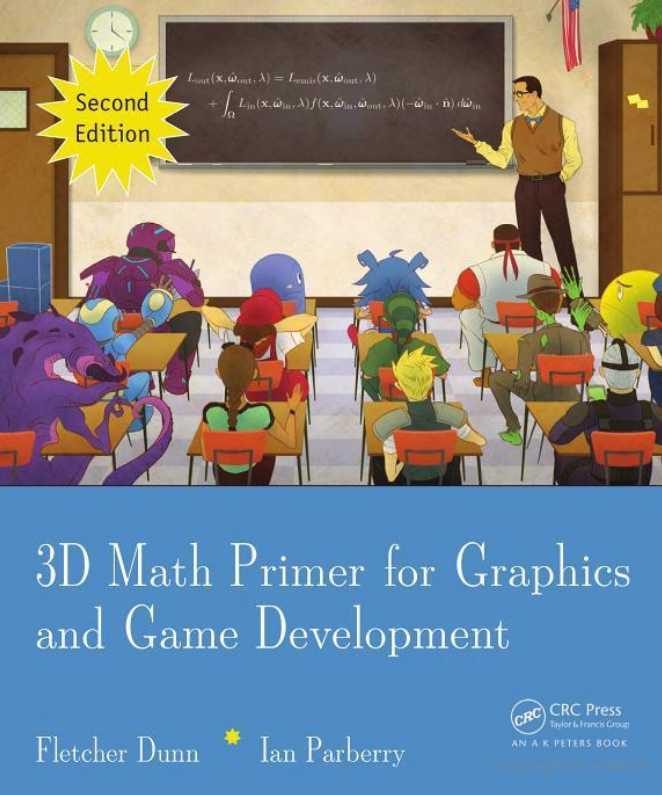 L_out(x, ω̂_out, λ) = L_emis(x, ω̂_out, λ)
+ ∫_Ω L_in(x, ω̂_in, λ)f(x, ω̂_in, ω̂_out, λ)(−ω̂_in · n̂) dω̂_in
Second
Edition
3D Math Primer for Graphics
and Game Development
Fletcher Dunn
Ian Parberry
CRC
CRC Press
Taylor & Francis Group
AN A K PETERS BOOK